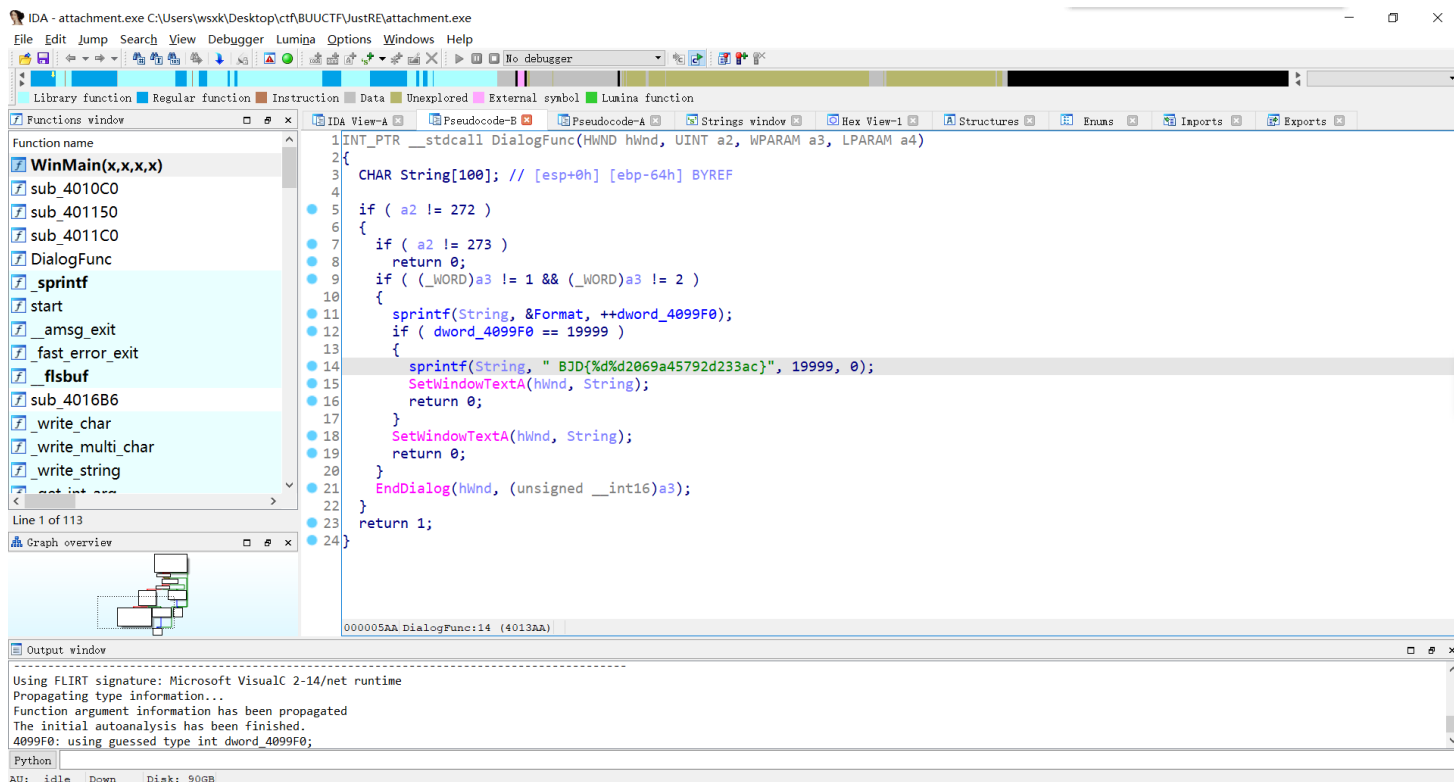 IDA - attachment.exe C:\Users\wsxk\Desktop\ctf\BUUCTF\JustRE\attachment.exe
File Edit Jump Search View Debugger Lumina Options Windows Help
No debugger
Library function Regular function Instruction Data Unexplored External symbol Lumina function
Functions window
IDA View-A Pseudocode-B Pseudocode-A Strings window Hex View-1 Structures Enums Imports Exports
Function name
WinMain(x,x,x,x)
sub_4010C0
sub_401150
sub_4011C0
DialogFunc
_sprintf
start
__amsg_exit
_fast_error_exit
__flsbuf
sub_4016B6
_write_char
_write_multi_char
_write_string
_get_int_arg
Line 1 of 113
Graph overview
1 INT_PTR __stdcall DialogFunc(HWND hWnd, UINT a2, WPARAM a3, LPARAM a4)
2 {
3 CHAR String[100]; // [esp+0h] [ebp-64h] BYREF
4
5 if ( a2 != 272 )
6 {
7 if ( a2 != 273 )
8 return 0;
9 if ( (_WORD)a3 != 1 && (_WORD)a3 != 2 )
10 {
11 sprintf(String, &Format, ++dword_4099F0);
12 if ( dword_4099F0 == 19999 )
13 {
14 sprintf(String, " BJD{%d%d2069a45792d233ac}", 19999, 0);
15 SetWindowTextA(hWnd, String);
16 return 0;
17 }
18 SetWindowTextA(hWnd, String);
19 return 0;
20 }
21 EndDialog(hWnd, (unsigned __int16)a3);
22 }
23 return 1;
24 }
000005AA DialogFunc:14 (4013AA)
Output window
Using FLIRT signature: Microsoft VisualC 2-14/net runtime
Propagating type information...
Function argument information has been propagated
The initial autoanalysis has been finished.
4099F0: using guessed type int dword_4099F0;
Python
AU: idle Down Disk: 90GB